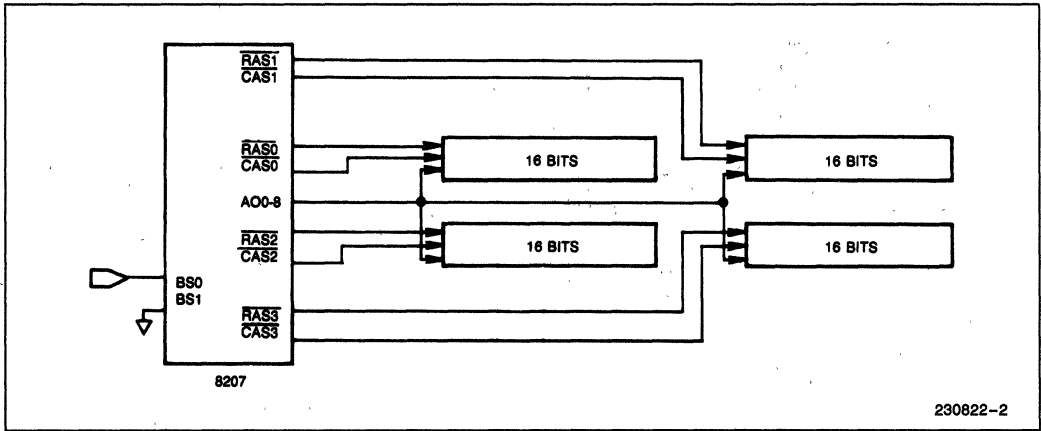 RAS1
CAS1
RAS0
CAS0
16 BITS
16 BITS
AO0-8
RAS2
CAS2
16 BITS
16 BITS
BS0
BS1
RAS3
CAS3
8207
230822-2